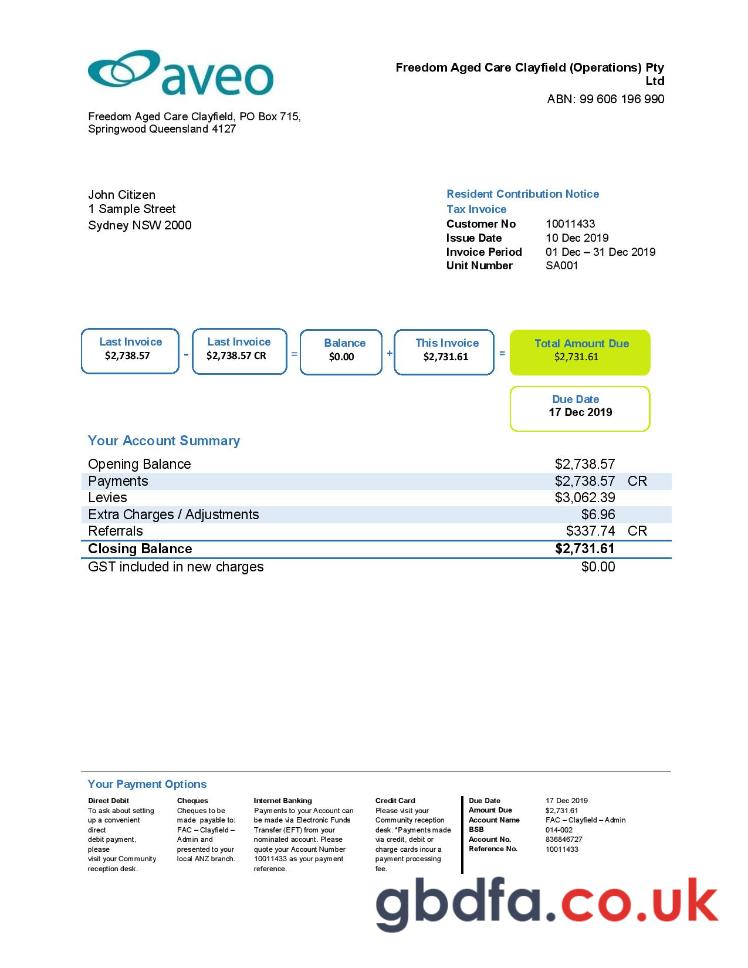 aveo
Freedom Aged Care Clayfield (Operations) Pty
Ltd
ABN: 99 606 196 990
Freedom Aged Care Clayfield, PO Box 715,
Springwood Queensland 4127
John Citizen
1 Sample Street
Sydney NSW 2000
Resident Contribution Notice
Tax Invoice
Customer No 10011433
Issue Date 10 Dec 2019
Invoice Period 01 Dec – 31 Dec 2019
Unit Number SA001
Last Invoice
$2,738.57
-
Last Invoice
$2,738.57 CR
=
Balance
$0.00
+
This Invoice
$2,731.61
=
Total Amount Due
$2,731.61
Due Date
17 Dec 2019
Your Account Summary
Opening Balance $2,738.57
Payments $2,738.57 CR
Levies $3,062.39
Extra Charges / Adjustments $6.96
Referrals $337.74 CR
Closing Balance $2,731.61
GST included in new charges $0.00
Your Payment Options
Direct Debit
To ask about setting
up a convenient
direct
debit payment,
please
visit your Community
reception desk.
Cheques
Cheques to be
made payable to:
FAC – Clayfield –
Admin and
presented to your
local ANZ branch.
Internet Banking
Payments to your Account can
be made via Electronic Funds
Transfer (EFT) from your
nominated account. Please
quote your Account Number
10011433 as your payment
reference.
Credit Card
Please visit your
Community reception
desk. *Payments made
via credit, debit or
charge cards incur a
payment processing
fee.
Due Date 17 Dec 2019
Amount Due $2,731.61
Account Name FAC – Clayfield – Admin
BSB 014-002
Account No. 836846727
Reference No. 10011433
gbdfa.co.uk